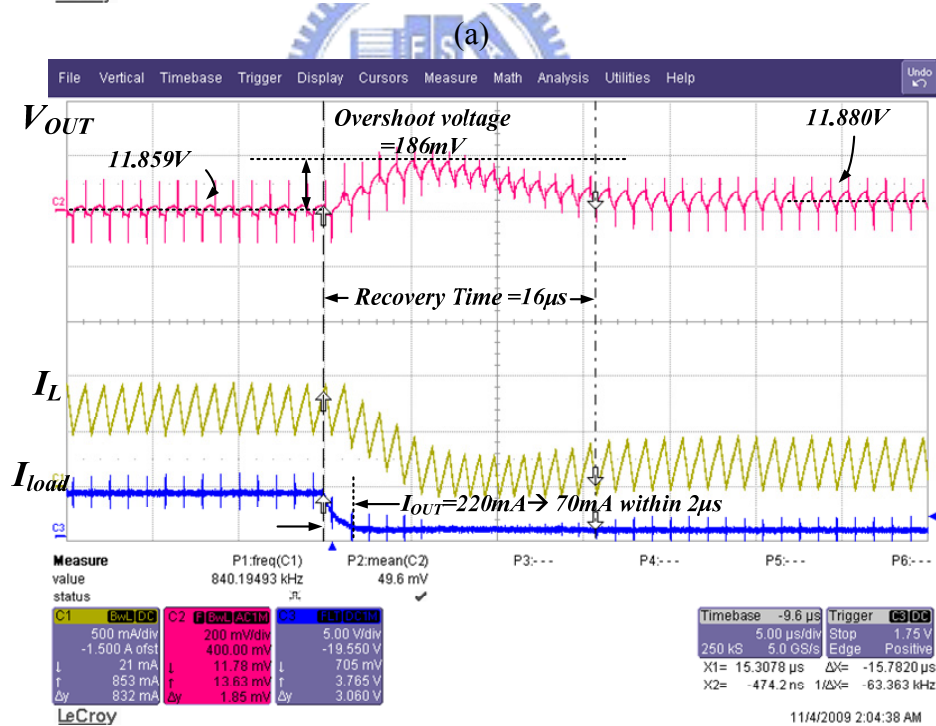 (a)
File Vertical Timebase Trigger Display Cursors Measure Math Analysis Utilities Help
Undo
V_OUT
Overshoot voltage
=186mV
11.880V
11.859V
C2
Recovery Time =16μs
I_L
I_load
C1
I_OUT=220mA→ 70mA within 2μs
C3
Measure P1:freq(C1) P2:mean(C2) P3:--- P4:--- P5:--- P6:---
value 840.19493 kHz 49.6 mV
status
C1 BwL DC
500 mA/div
-1.500 A ofst
↓ 21 mA
↑ 853 mA
Δy 832 mA
C2 F BwL AC1M
200 mV/div
400.00 mV
↓ 11.78 mV
↑ 13.63 mV
Δy 1.85 mV
C3 FLT DC1M
5.00 V/div
-19.550 V
↓ 705 mV
↑ 3.765 V
Δy 3.060 V
Timebase -9.6 μs
5.00 μs/div
250 kS 5.0 GS/s
Trigger C3 DC
Stop 1.75 V
Edge Positive
X1= 15.3078 μs ΔX= -15.7820 μs
X2= -474.2 ns 1/ΔX= -63.363 kHz
LeCroy
11/4/2009 2:04:38 AM